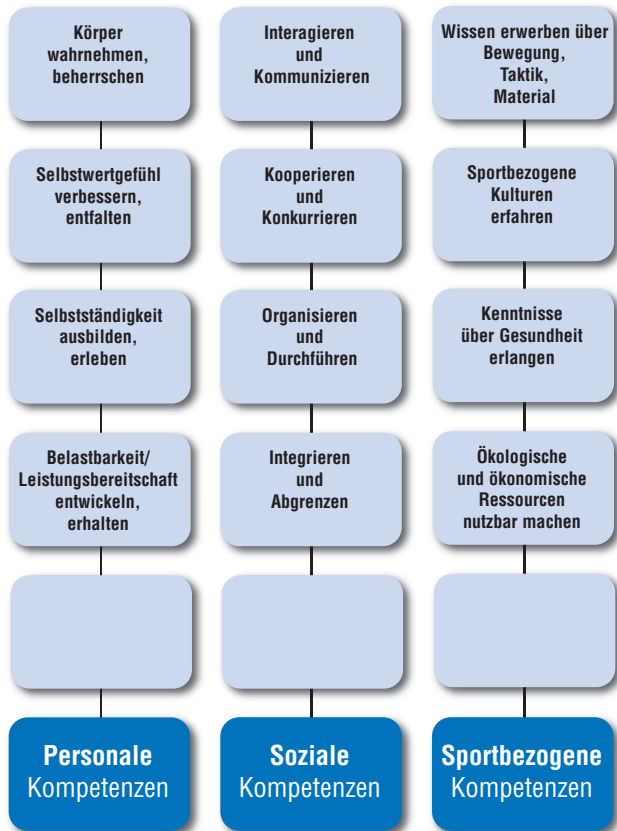 Körper
wahrnehmen,
beherrschen
Selbstwertgefühl
verbessern,
entfalten
Selbstständigkeit
ausbilden,
erleben
Belastbarkeit/
Leistungsbereitschaft
entwickeln,
erhalten
Personale
Kompetenzen
Interagieren
und
Kommunizieren
Kooperieren
und
Konkurrieren
Organisieren
und
Durchführen
Integrieren
und
Abgrenzen
Soziale
Kompetenzen
Wissen erwerben über
Bewegung,
Taktik,
Material
Sportbezogene
Kulturen
erfahren
Kenntnisse
über Gesundheit
erlangen
Ökologische
und ökonomische
Ressourcen
nutzbar machen
Sportbezogene
Kompetenzen